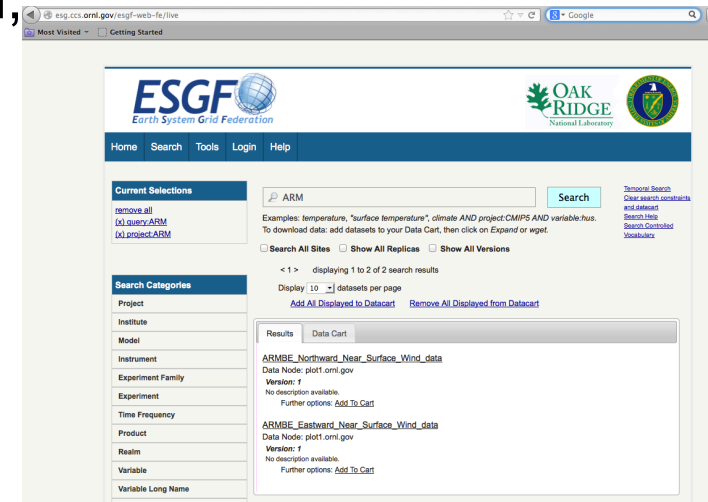 ,
esg.ccs.ornl.gov/esgf-web-fe/live
Google
Most Visited
Getting Started
ESGF
Earth System Grid Federation
OAK
RIDGE
National Laboratory
Home Search Tools Login Help
Current Selections
remove all
(x) query:ARM
(x) project:ARM
Search Categories
Project
Institute
Model
Instrument
Experiment Family
Experiment
Time Frequency
Product
Realm
Variable
Variable Long Name
ARM
Search
Examples: temperature, "surface temperature", climate AND project:CMIP5 AND variable:hus.
To download data: add datasets to your Data Cart, then click on Expand or wget.
Search All Sites Show All Replicas Show All Versions
< 1 > displaying 1 to 2 of 2 search results
Display 10 datasets per page
Add All Displayed to Datacart Remove All Displayed from Datacart
Temporal Search
Clear search constraints
and datacart
Search Help
Search Controlled
Vocabulary
Results Data Cart
ARMBE_Northward_Near_Surface_Wind_data
Data Node: plot1.ornl.gov
Version: 1
No description available.
Further options: Add To Cart
ARMBE_Eastward_Near_Surface_Wind_data
Data Node: plot1.ornl.gov
Version: 1
No description available.
Further options: Add To Cart